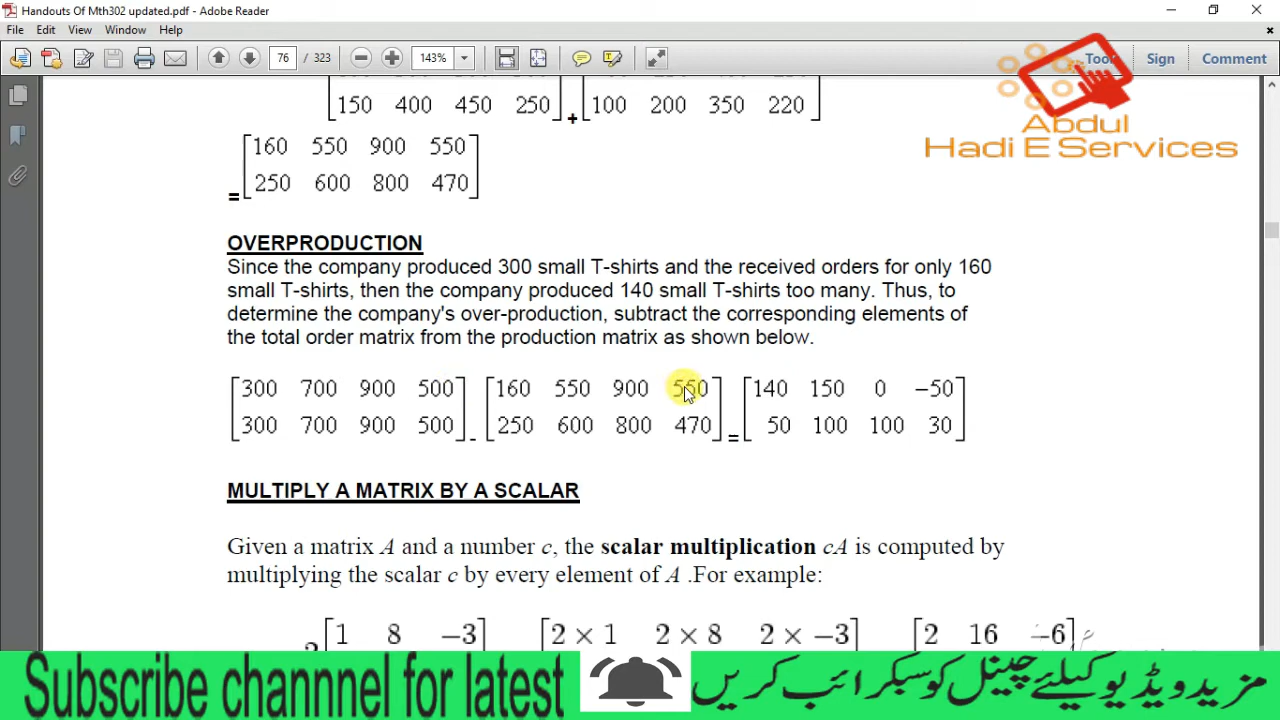 Handouts Of Mth302 updated.pdf - Adobe Reader
File Edit View Window Help
76 / 323 143% Tools Sign Comment
150 400 450 250 + 100 200 350 220
Abdul
Hadi E Services
160 550 900 550
= 250 600 800 470
OVERPRODUCTION
Since the company produced 300 small T-shirts and the received orders for only 160
small T-shirts, then the company produced 140 small T-shirts too many. Thus, to
determine the company's over-production, subtract the corresponding elements of
the total order matrix from the production matrix as shown below.
300 700 900 500 160 550 900 550 140 150 0 −50
300 700 900 500 - 250 600 800 470 = 50 100 100 30
MULTIPLY A MATRIX BY A SCALAR
Given a matrix A and a number c, the scalar multiplication cA is computed by
multiplying the scalar c by every element of A .For example:
1 8 −3 2 × 1 2 × 8 2 × −3 2 16 −6
Subscribe channnel for latest مزید ویڈیو کیلئے چینل کو سبکرائب کریں